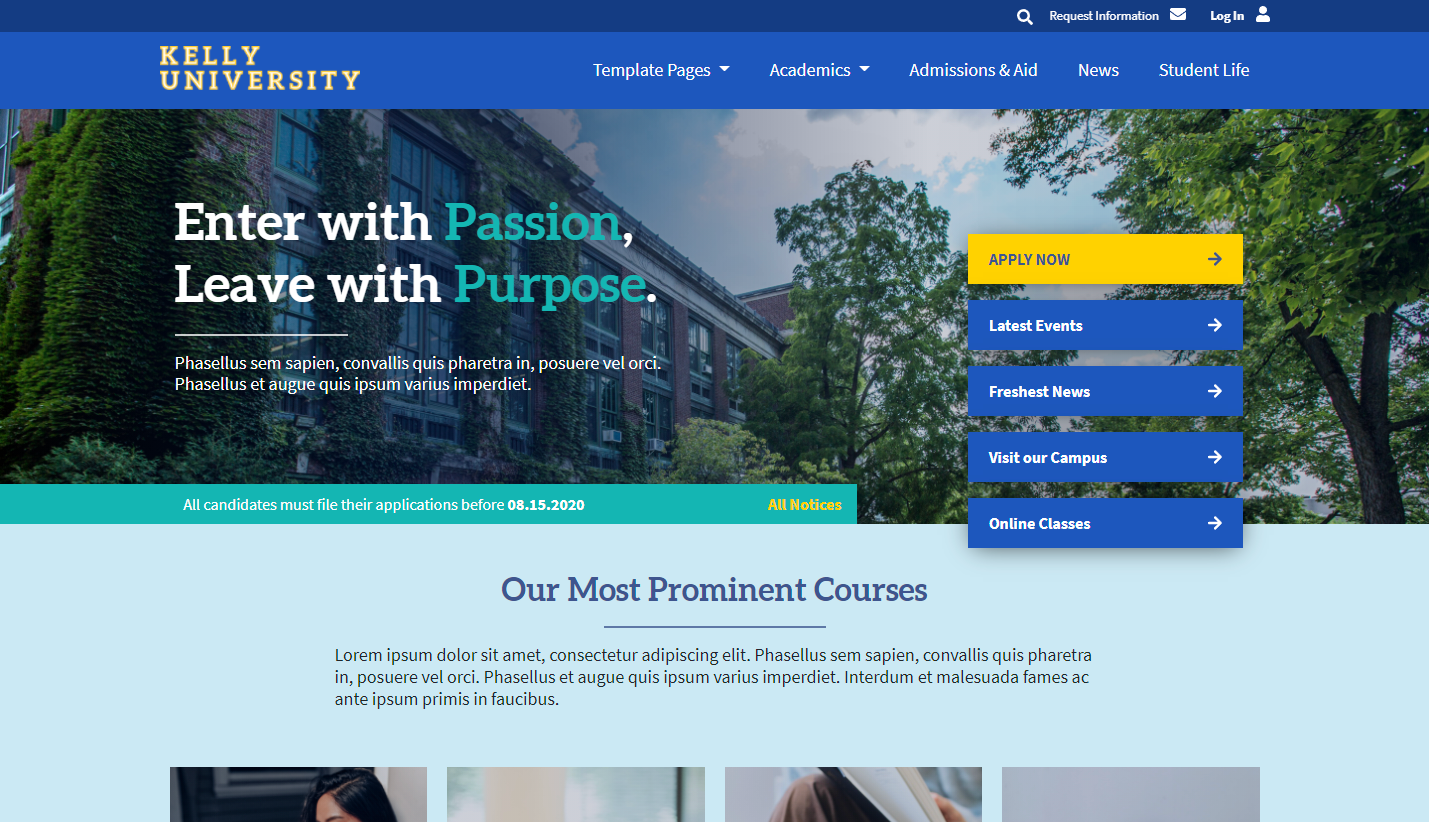 Request Information
Log In
KELLY
UNIVERSITY
Template Pages
Academics
Admissions & Aid
News
Student Life
Enter with Passion,
Leave with Purpose.
Phasellus sem sapien, convallis quis pharetra in, posuere vel orci.
Phasellus et augue quis ipsum varius imperdiet.
APPLY NOW
Latest Events
Freshest News
Visit our Campus
Online Classes
All candidates must file their applications before 08.15.2020
All Notices
Our Most Prominent Courses
Lorem ipsum dolor sit amet, consectetur adipiscing elit. Phasellus sem sapien, convallis quis pharetra
in, posuere vel orci. Phasellus et augue quis ipsum varius imperdiet. Interdum et malesuada fames ac
ante ipsum primis in faucibus.